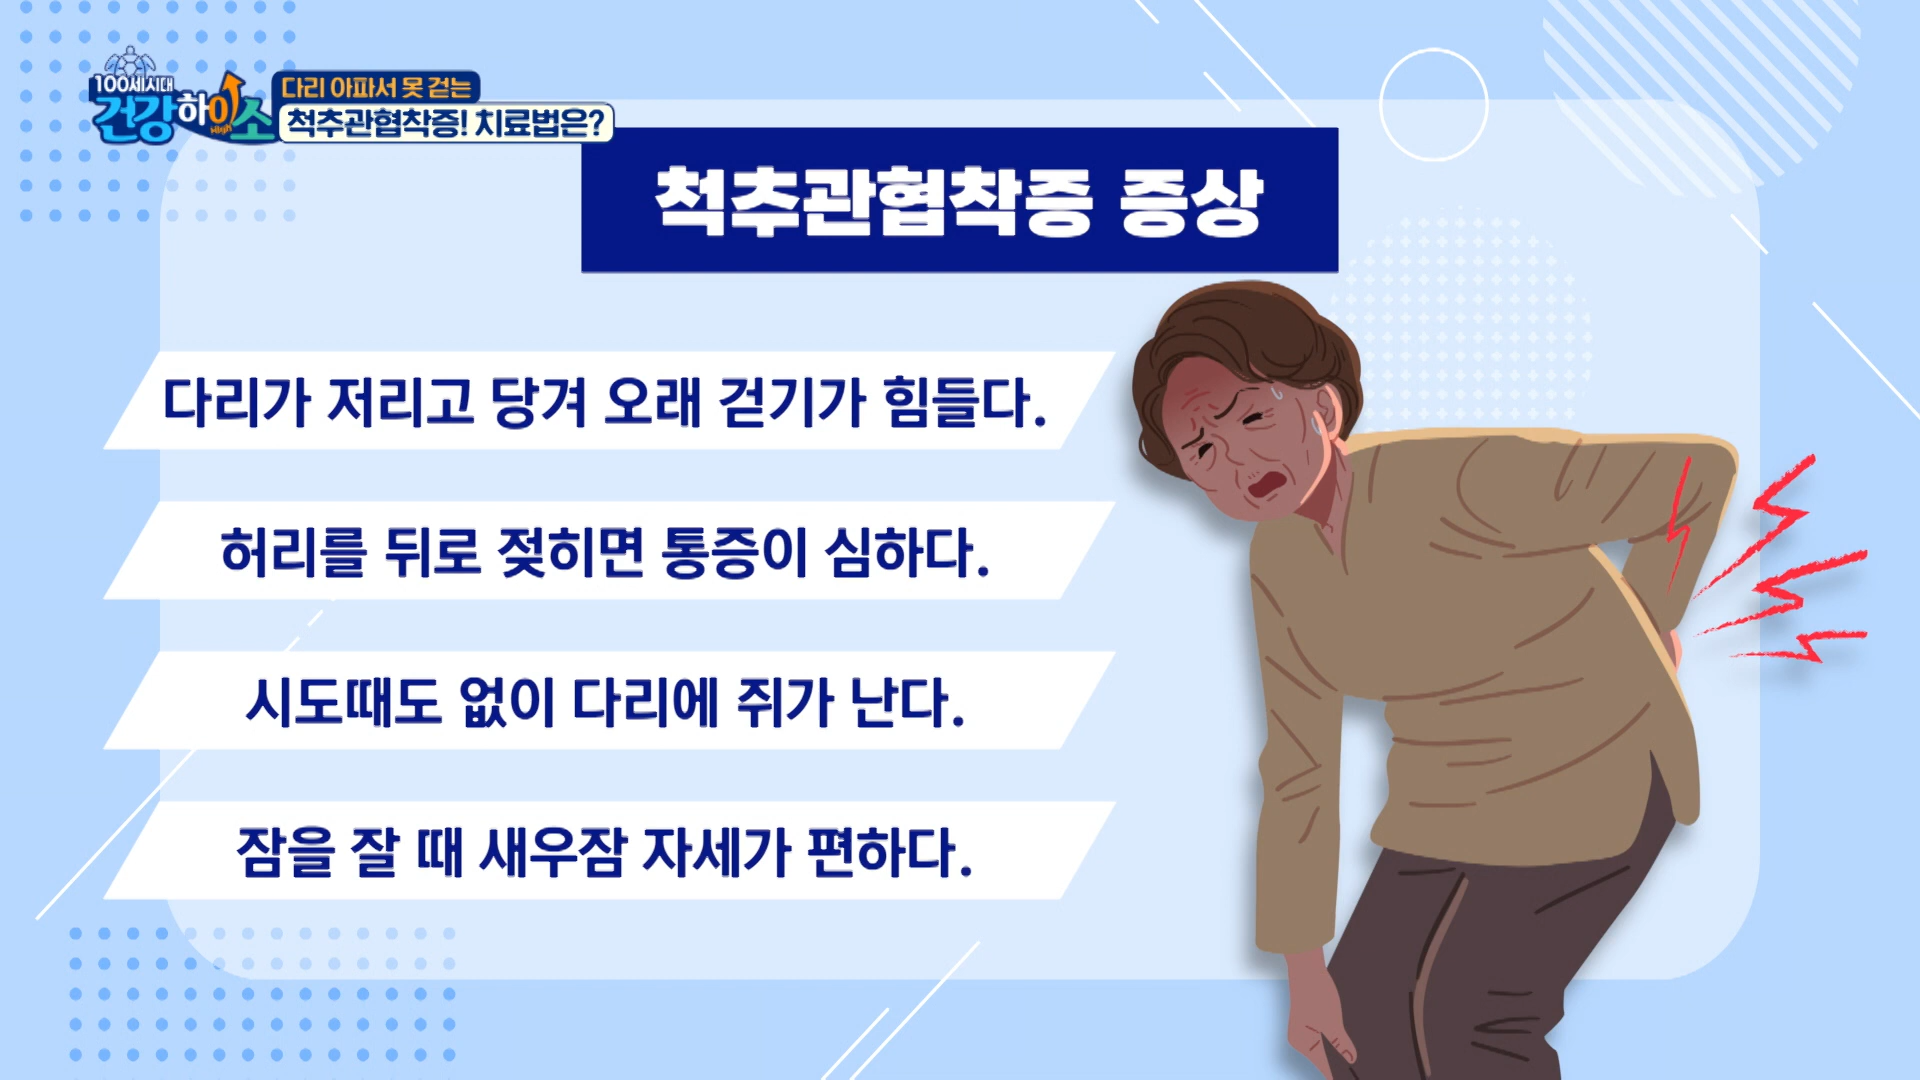 100세시대
건강하이소
High
다리 아파서 못 걷는
척추관협착증! 치료법은?
척추관협착증 증상
다리가 저리고 당겨 오래 걷기가 힘들다.
허리를 뒤로 젖히면 통증이 심하다.
시도때도 없이 다리에 쥐가 난다.
잠을 잘 때 새우잠 자세가 편하다.